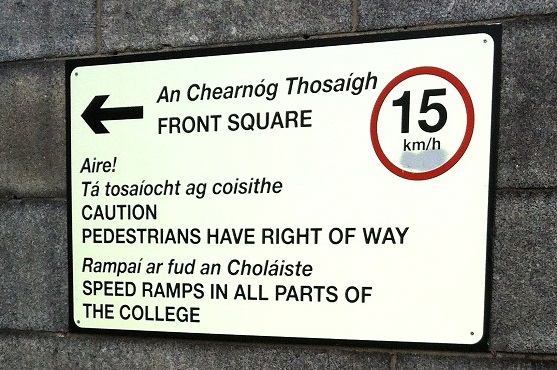 An Chearnóg Thosaígh
FRONT SQUARE
15
km/h
Aire!
Tá tosaíocht ag coisithe
CAUTION
PEDESTRIANS HAVE RIGHT OF WAY
Rampaí ar fud an Choláiste
SPEED RAMPS IN ALL PARTS OF
THE COLLEGE